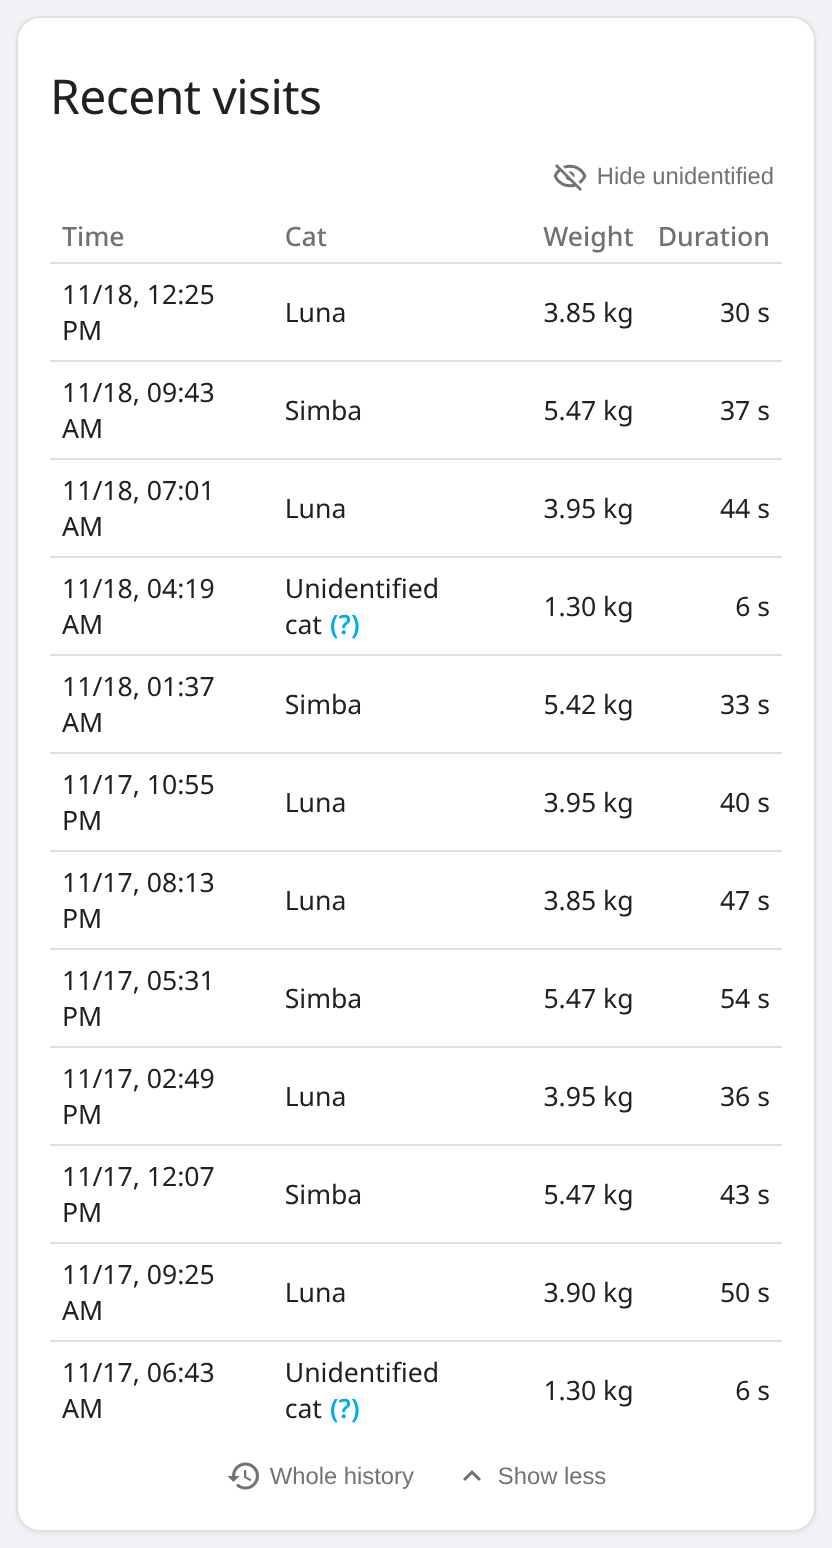 Recent visits
Hide unidentified
Time Cat Weight Duration
11/18, 12:25 PM Luna 3.85 kg 30 s
11/18, 09:43 AM Simba 5.47 kg 37 s
11/18, 07:01 AM Luna 3.95 kg 44 s
11/18, 04:19 AM Unidentified cat (?) 1.30 kg 6 s
11/18, 01:37 AM Simba 5.42 kg 33 s
11/17, 10:55 PM Luna 3.95 kg 40 s
11/17, 08:13 PM Luna 3.85 kg 47 s
11/17, 05:31 PM Simba 5.47 kg 54 s
11/17, 02:49 PM Luna 3.95 kg 36 s
11/17, 12:07 PM Simba 5.47 kg 43 s
11/17, 09:25 AM Luna 3.90 kg 50 s
11/17, 06:43 AM Unidentified cat (?) 1.30 kg 6 s
Whole history Show less